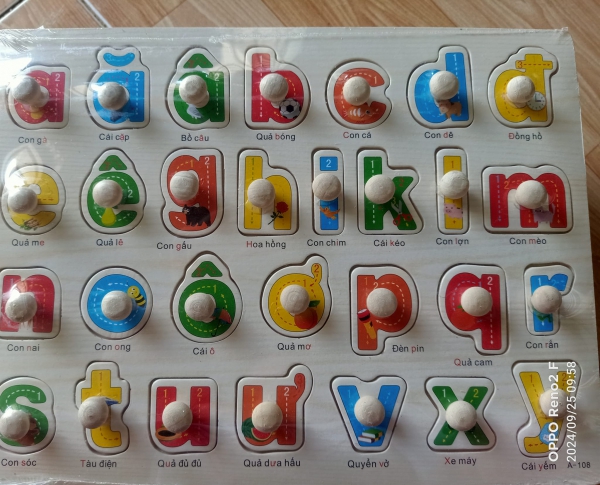 a ă â b c d đ
Con gà Cái cặp Bồ câu Quả bóng Con cá Con dê Đồng hồ
e ê g h i k l m
Quả me Quả lê Con gấu Hoa hồng Con chim Cái kéo Con lợn Con mèo
n o ô ơ p q r
Con nai Con ong Cái ô Quả mơ Đèn pin Quả cam Con rắn
s t u ư v x y
Con sóc Tàu điện Quả đủ đủ Quả dưa hấu Quyển vở Xe máy Cái yếm A-108
OPPO Reno2 F
2024/09/25 09:58